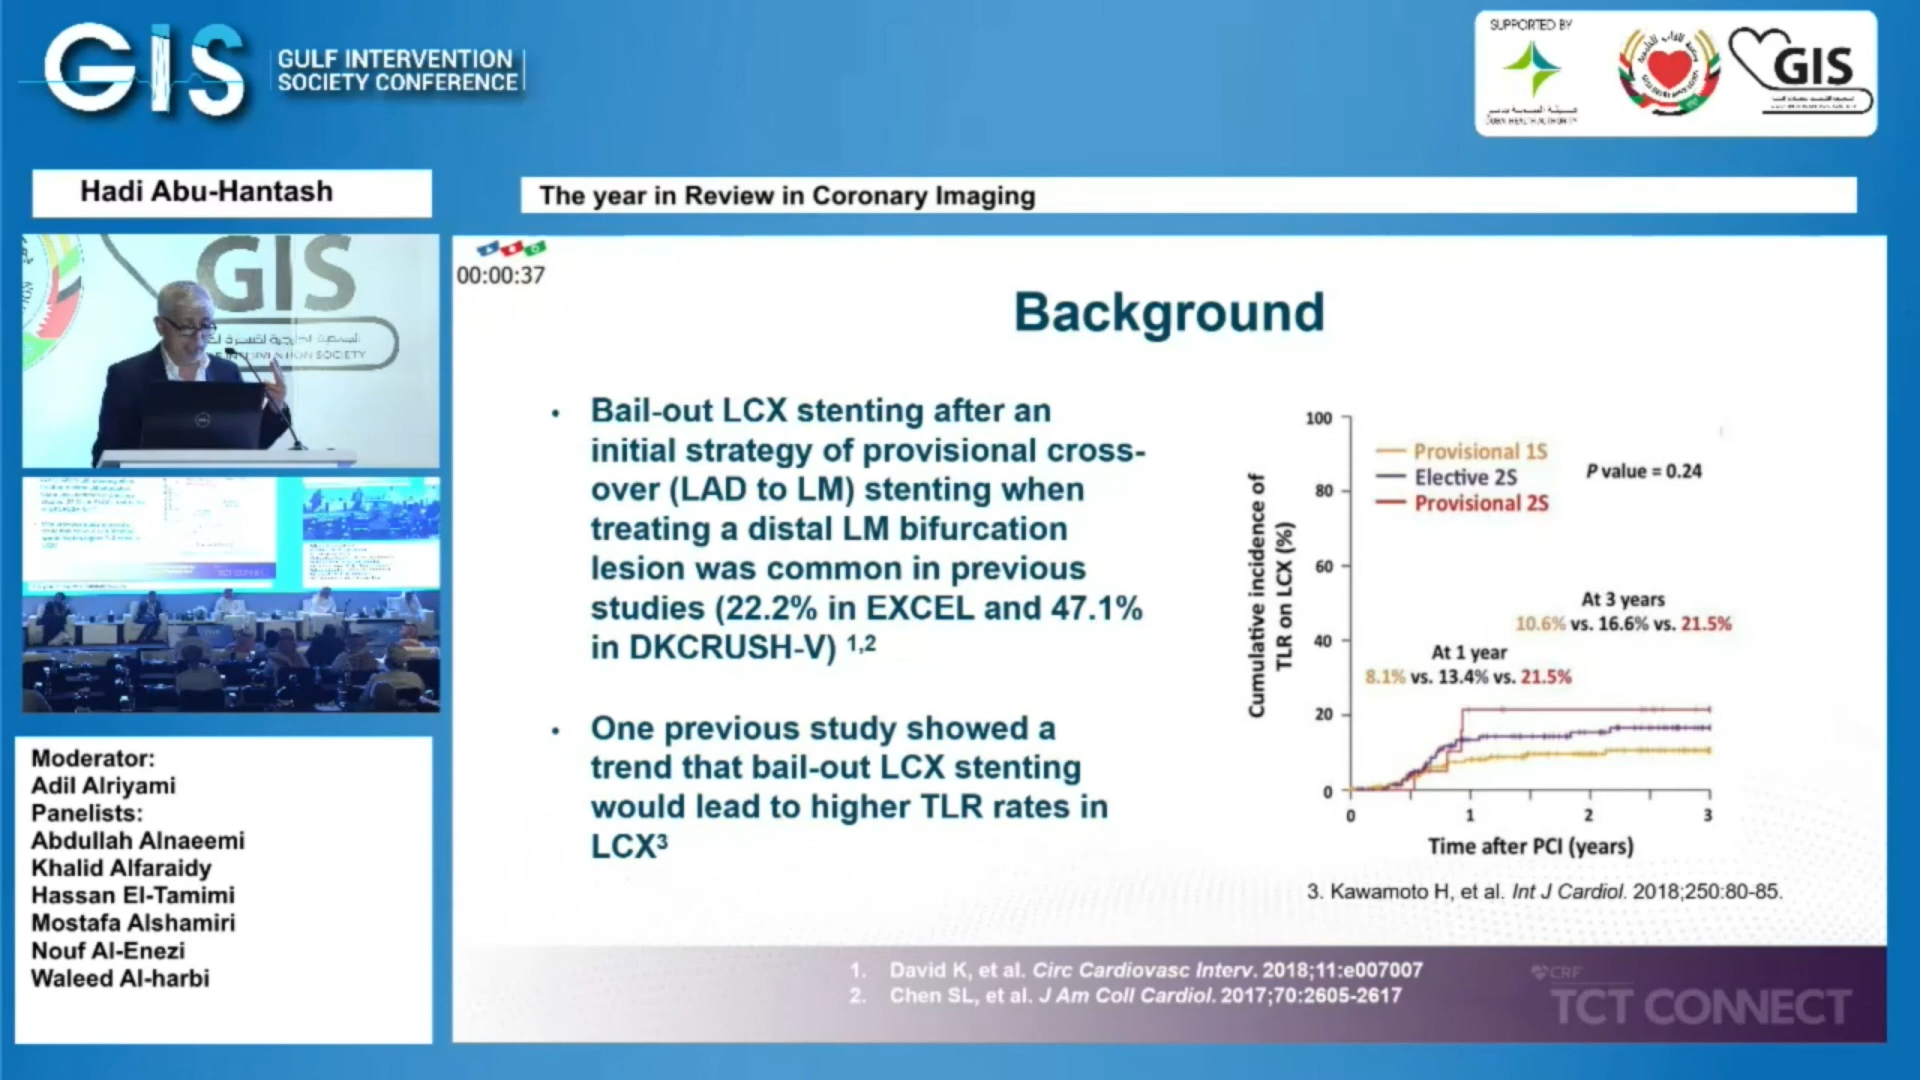 GIS
GULF INTERVENTION
SOCIETY CONFERENCE
SUPPORTED BY
DUBAI HEALTH AUTHORITY
GIS
Hadi Abu-Hantash
The year in Review in Coronary Imaging
GIS
INTERVENTION SOCIETY
TCT CONNECT
Moderator:
Adil Alriyami
Panelists:
Abdullah Alnaeemi
Khalid Alfaraidy
Hassan El-Tamimi
Mostafa Alshamiri
Nouf Al-Enezi
Waleed Al-harbi
00:00:37
Background
• Bail-out LCX stenting after an
initial strategy of provisional cross-
over (LAD to LM) stenting when
treating a distal LM bifurcation
lesion was common in previous
studies (22.2% in EXCEL and 47.1%
in DKCRUSH-V) 1,2
• One previous study showed a
trend that bail-out LCX stenting
would lead to higher TLR rates in
LCX³
Cumulative incidence of
TLR on LCX (%)
100
80
60
40
20
0
Provisional 1S
Elective 2S
Provisional 2S
P value = 0.24
At 3 years
10.6% vs. 16.6% vs. 21.5%
At 1 year
8.1% vs. 13.4% vs. 21.5%
0 1 2 3
Time after PCI (years)
3. Kawamoto H, et al. Int J Cardiol. 2018;250:80-85.
1. David K, et al. Circ Cardiovasc Interv. 2018;11:e007007
2. Chen SL, et al. J Am Coll Cardiol. 2017;70:2605-2617
CRF
TCT CONNECT